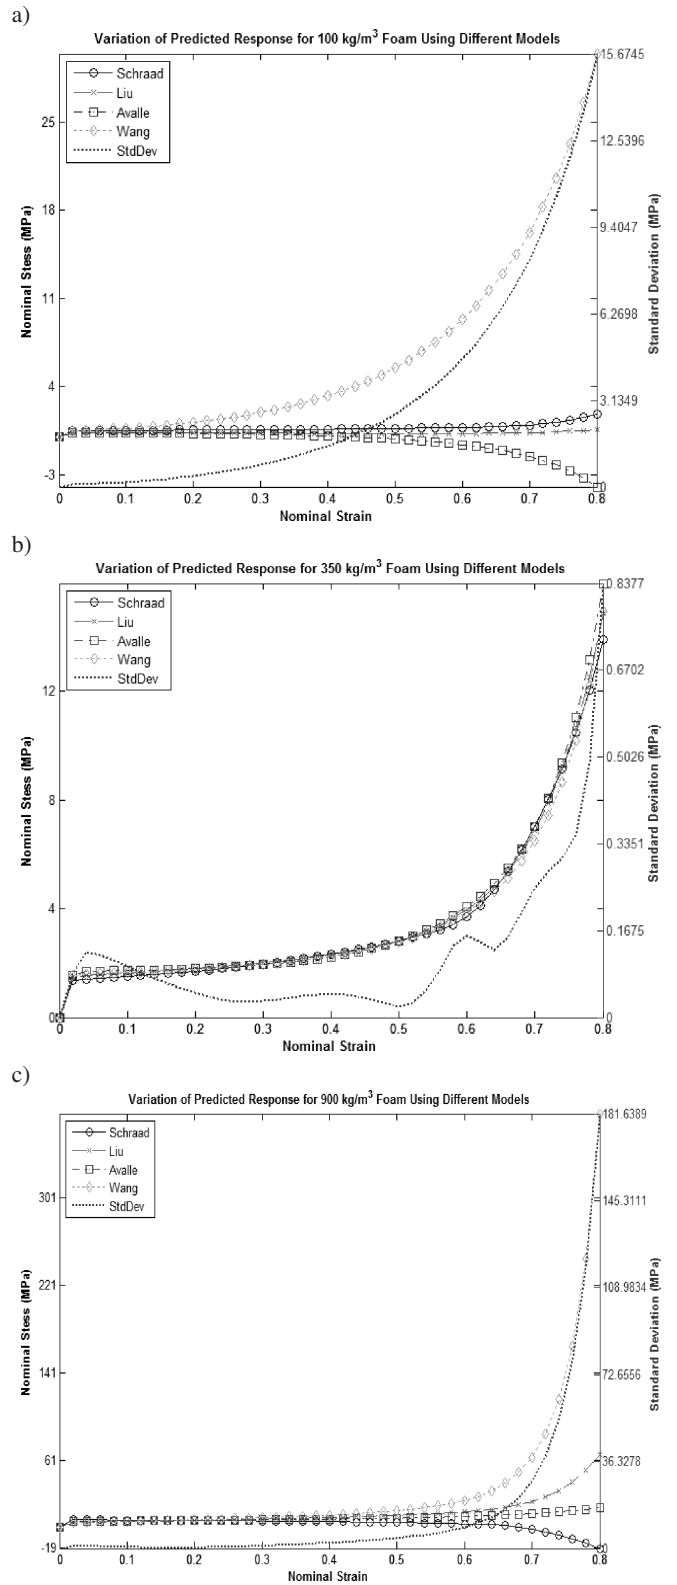 a)
Variation of Predicted Response for 100 kg/m³ Foam Using Different Models
Schraad
Liu
Avalle
Wang
StdDev
25
18
11
4
-3
Nominal Stess (MPa)
15.6745
12.5396
9.4047
6.2698
3.1349
0
Standard Deviation (MPa)
0 0.1 0.2 0.3 0.4 0.5 0.6 0.7 0.8
Nominal Strain
b)
Variation of Predicted Response for 350 kg/m³ Foam Using Different Models
Schraad
Liu
Avalle
Wang
StdDev
12
8
4
0
Nominal Stess (MPa)
0.8377
0.6702
0.5026
0.3351
0.1675
0
Standard Deviation (MPa)
0 0.1 0.2 0.3 0.4 0.5 0.6 0.7 0.8
Nominal Strain
c)
Variation of Predicted Response for 900 kg/m³ Foam Using Different Models
Schraad
Liu
Avalle
Wang
StdDev
301
221
141
61
-19
Nominal Stess (MPa)
181.6389
145.3111
108.9834
72.6556
36.3278
0
Standard Deviation (MPa)
0 0.1 0.2 0.3 0.4 0.5 0.6 0.7 0.8
Nominal Strain